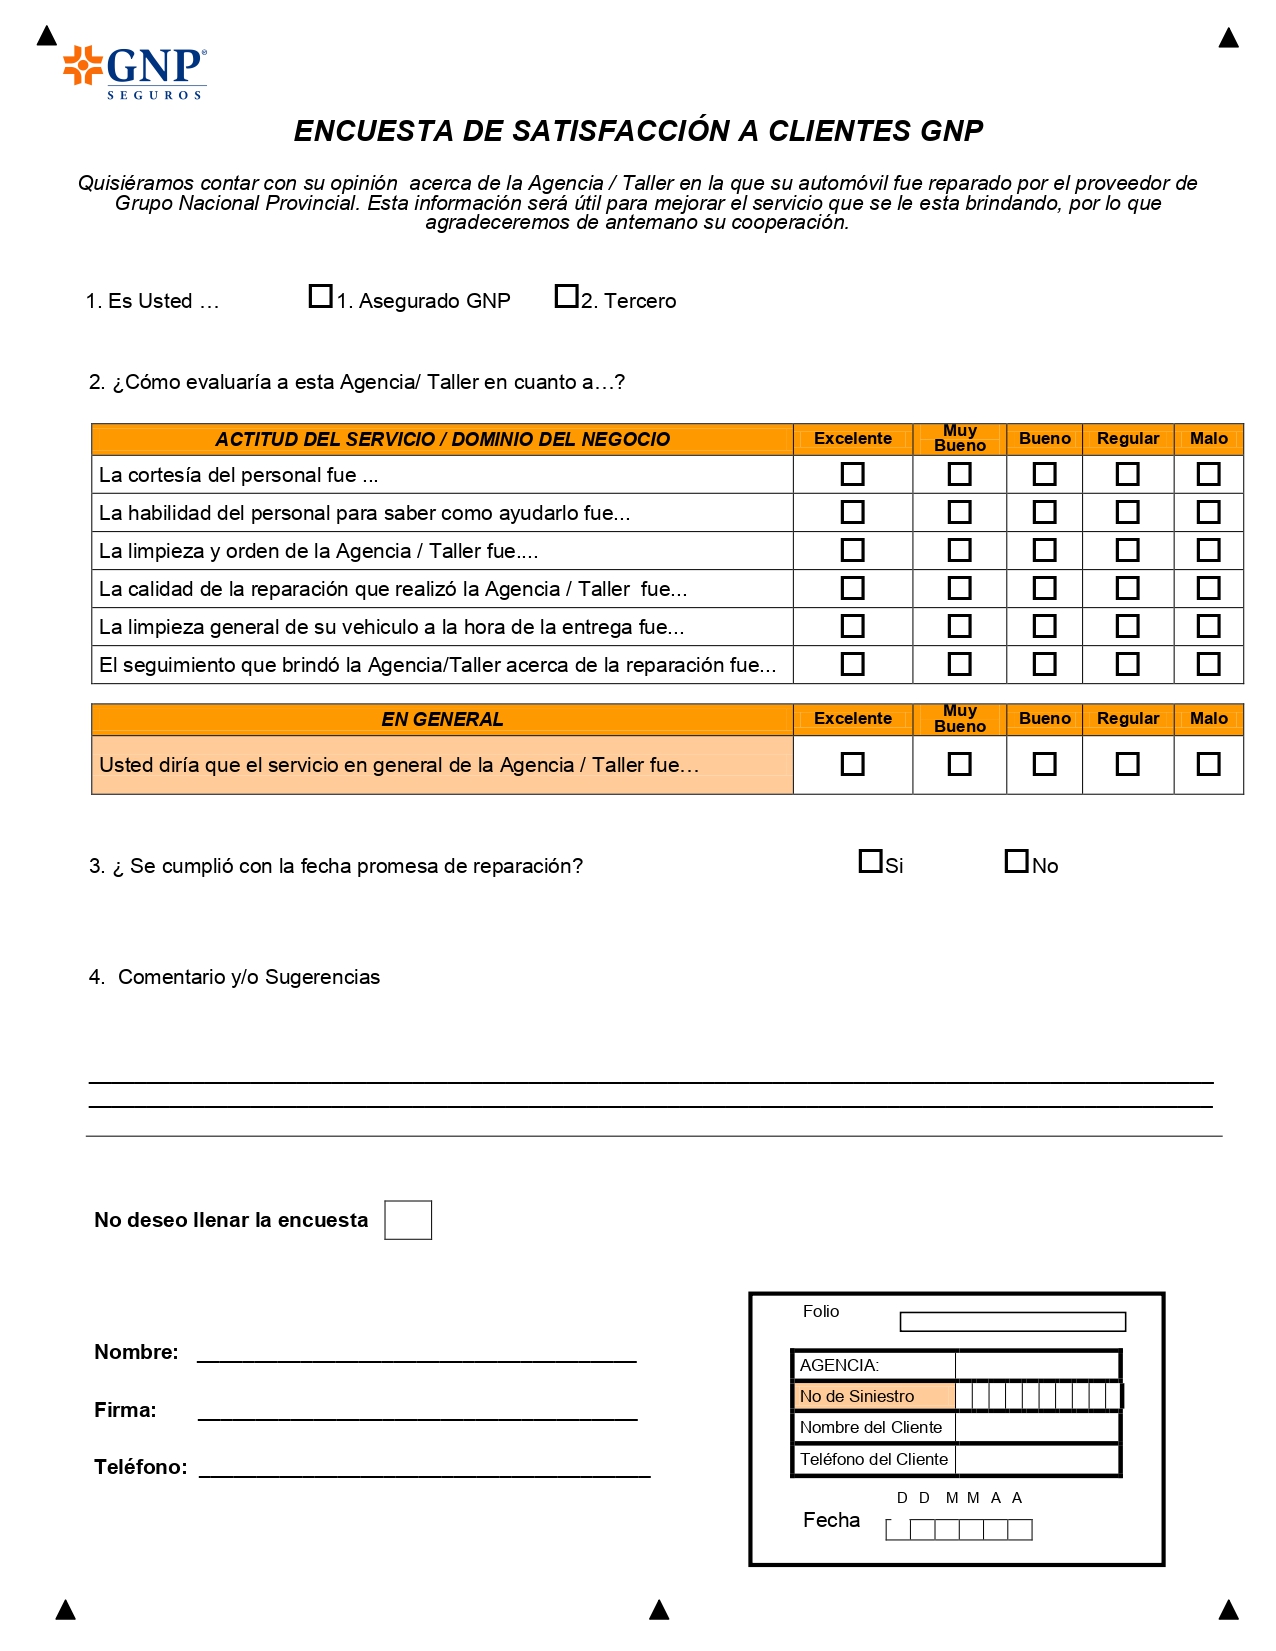 GNP®
SEGUROS
ENCUESTA DE SATISFACCIÓN A CLIENTES GNP
Quisiéramos contar con su opinión  acerca de la Agencia / Taller en la que su automóvil fue reparado por el proveedor de
Grupo Nacional Provincial. Esta información será útil para mejorar el servicio que se le esta brindando, por lo que
agradeceremos de antemano su cooperación.
1. Es Usted … 1. Asegurado GNP 2. Tercero
2. ¿Cómo evaluaría a esta Agencia/ Taller en cuanto a…?
ACTITUD DEL SERVICIO / DOMINIO DEL NEGOCIO Excelente Muy Bueno Bueno Regular Malo
La cortesía del personal fue ...
La habilidad del personal para saber como ayudarlo fue...
La limpieza y orden de la Agencia / Taller fue....
La calidad de la reparación que realizó la Agencia / Taller  fue...
La limpieza general de su vehiculo a la hora de la entrega fue...
El seguimiento que brindó la Agencia/Taller acerca de la reparación fue...
EN GENERAL Excelente Muy Bueno Bueno Regular Malo
Usted diría que el servicio en general de la Agencia / Taller fue…
3. ¿ Se cumplió con la fecha promesa de reparación? Si No
4.  Comentario y/o Sugerencias
No deseo llenar la encuesta
Nombre:
Firma:
Teléfono:
Folio
AGENCIA:
No de Siniestro
Nombre del Cliente
Teléfono del Cliente
D D M M A A
Fecha